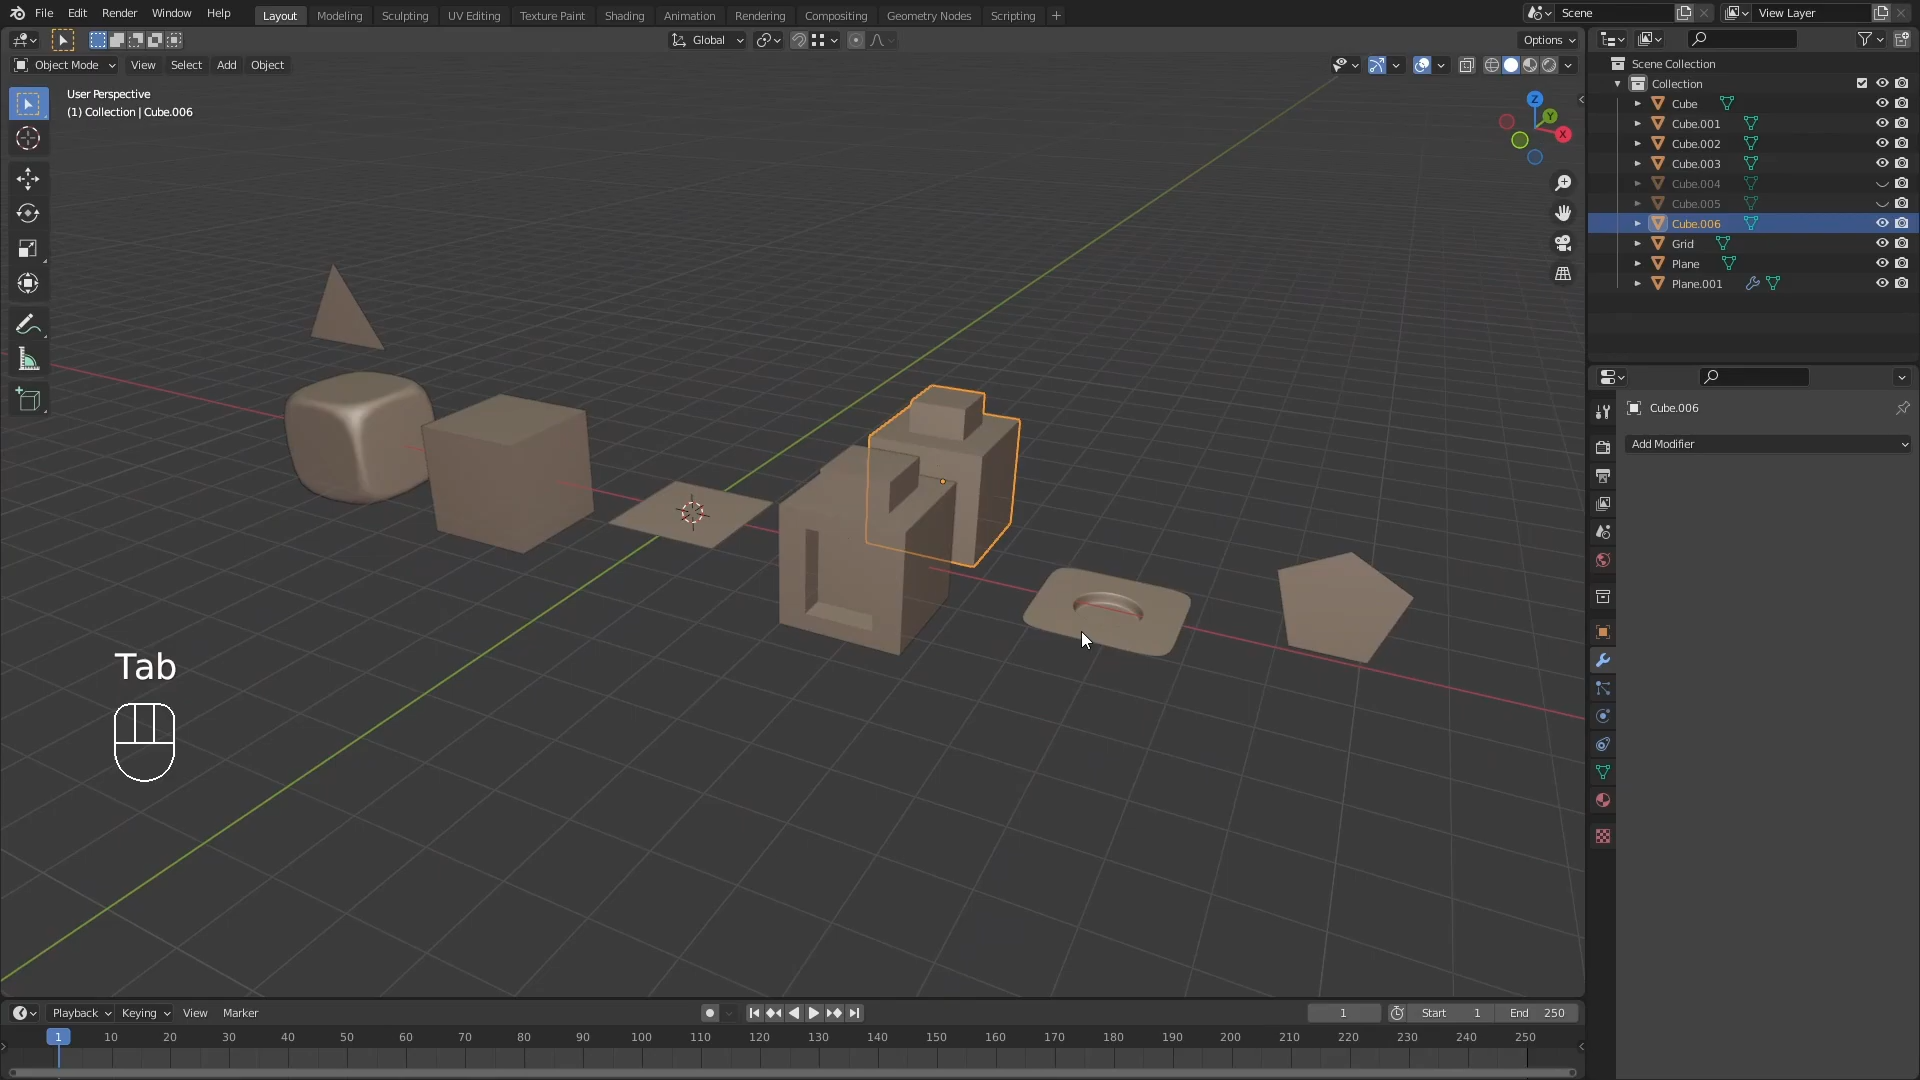 File Edit Render Window Help Layout Modeling Sculpting UV Editing Texture Paint Shading Animation Rendering Compositing Geometry Nodes Scripting + Scene View Layer
Global Options
Object Mode View Select Add Object
User Perspective
(1) Collection | Cube.006
Z
Y
X
Scene Collection
Collection
Cube
Cube.001
Cube.002
Cube.003
Cube.004
Cube.005
Cube.006
Grid
Plane
Plane.001
Cube.006
Add Modifier
Tab
Playback Keying View Marker 1 Start 1 End 250
1 10 20 30 40 50 60 70 80 90 100 110 120 130 140 150 160 170 180 190 200 210 220 230 240 250